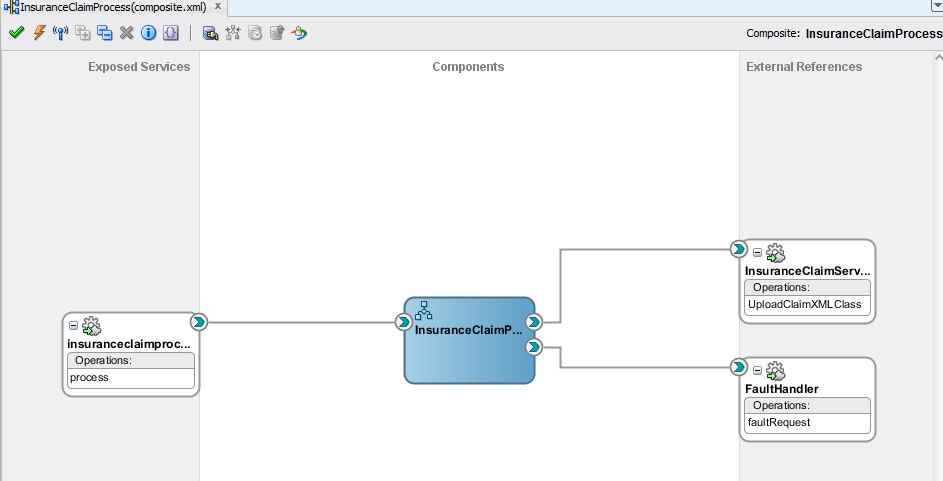 InsuranceClaimProcess(composite.xml) x
Composite: InsuranceClaimProcess
Exposed Services
Components
External References
insuranceclaimproc...
Operations:
process
InsuranceClaimP...
InsuranceClaimServ...
Operations:
UploadClaimXMLClass
FaultHandler
Operations:
faultRequest